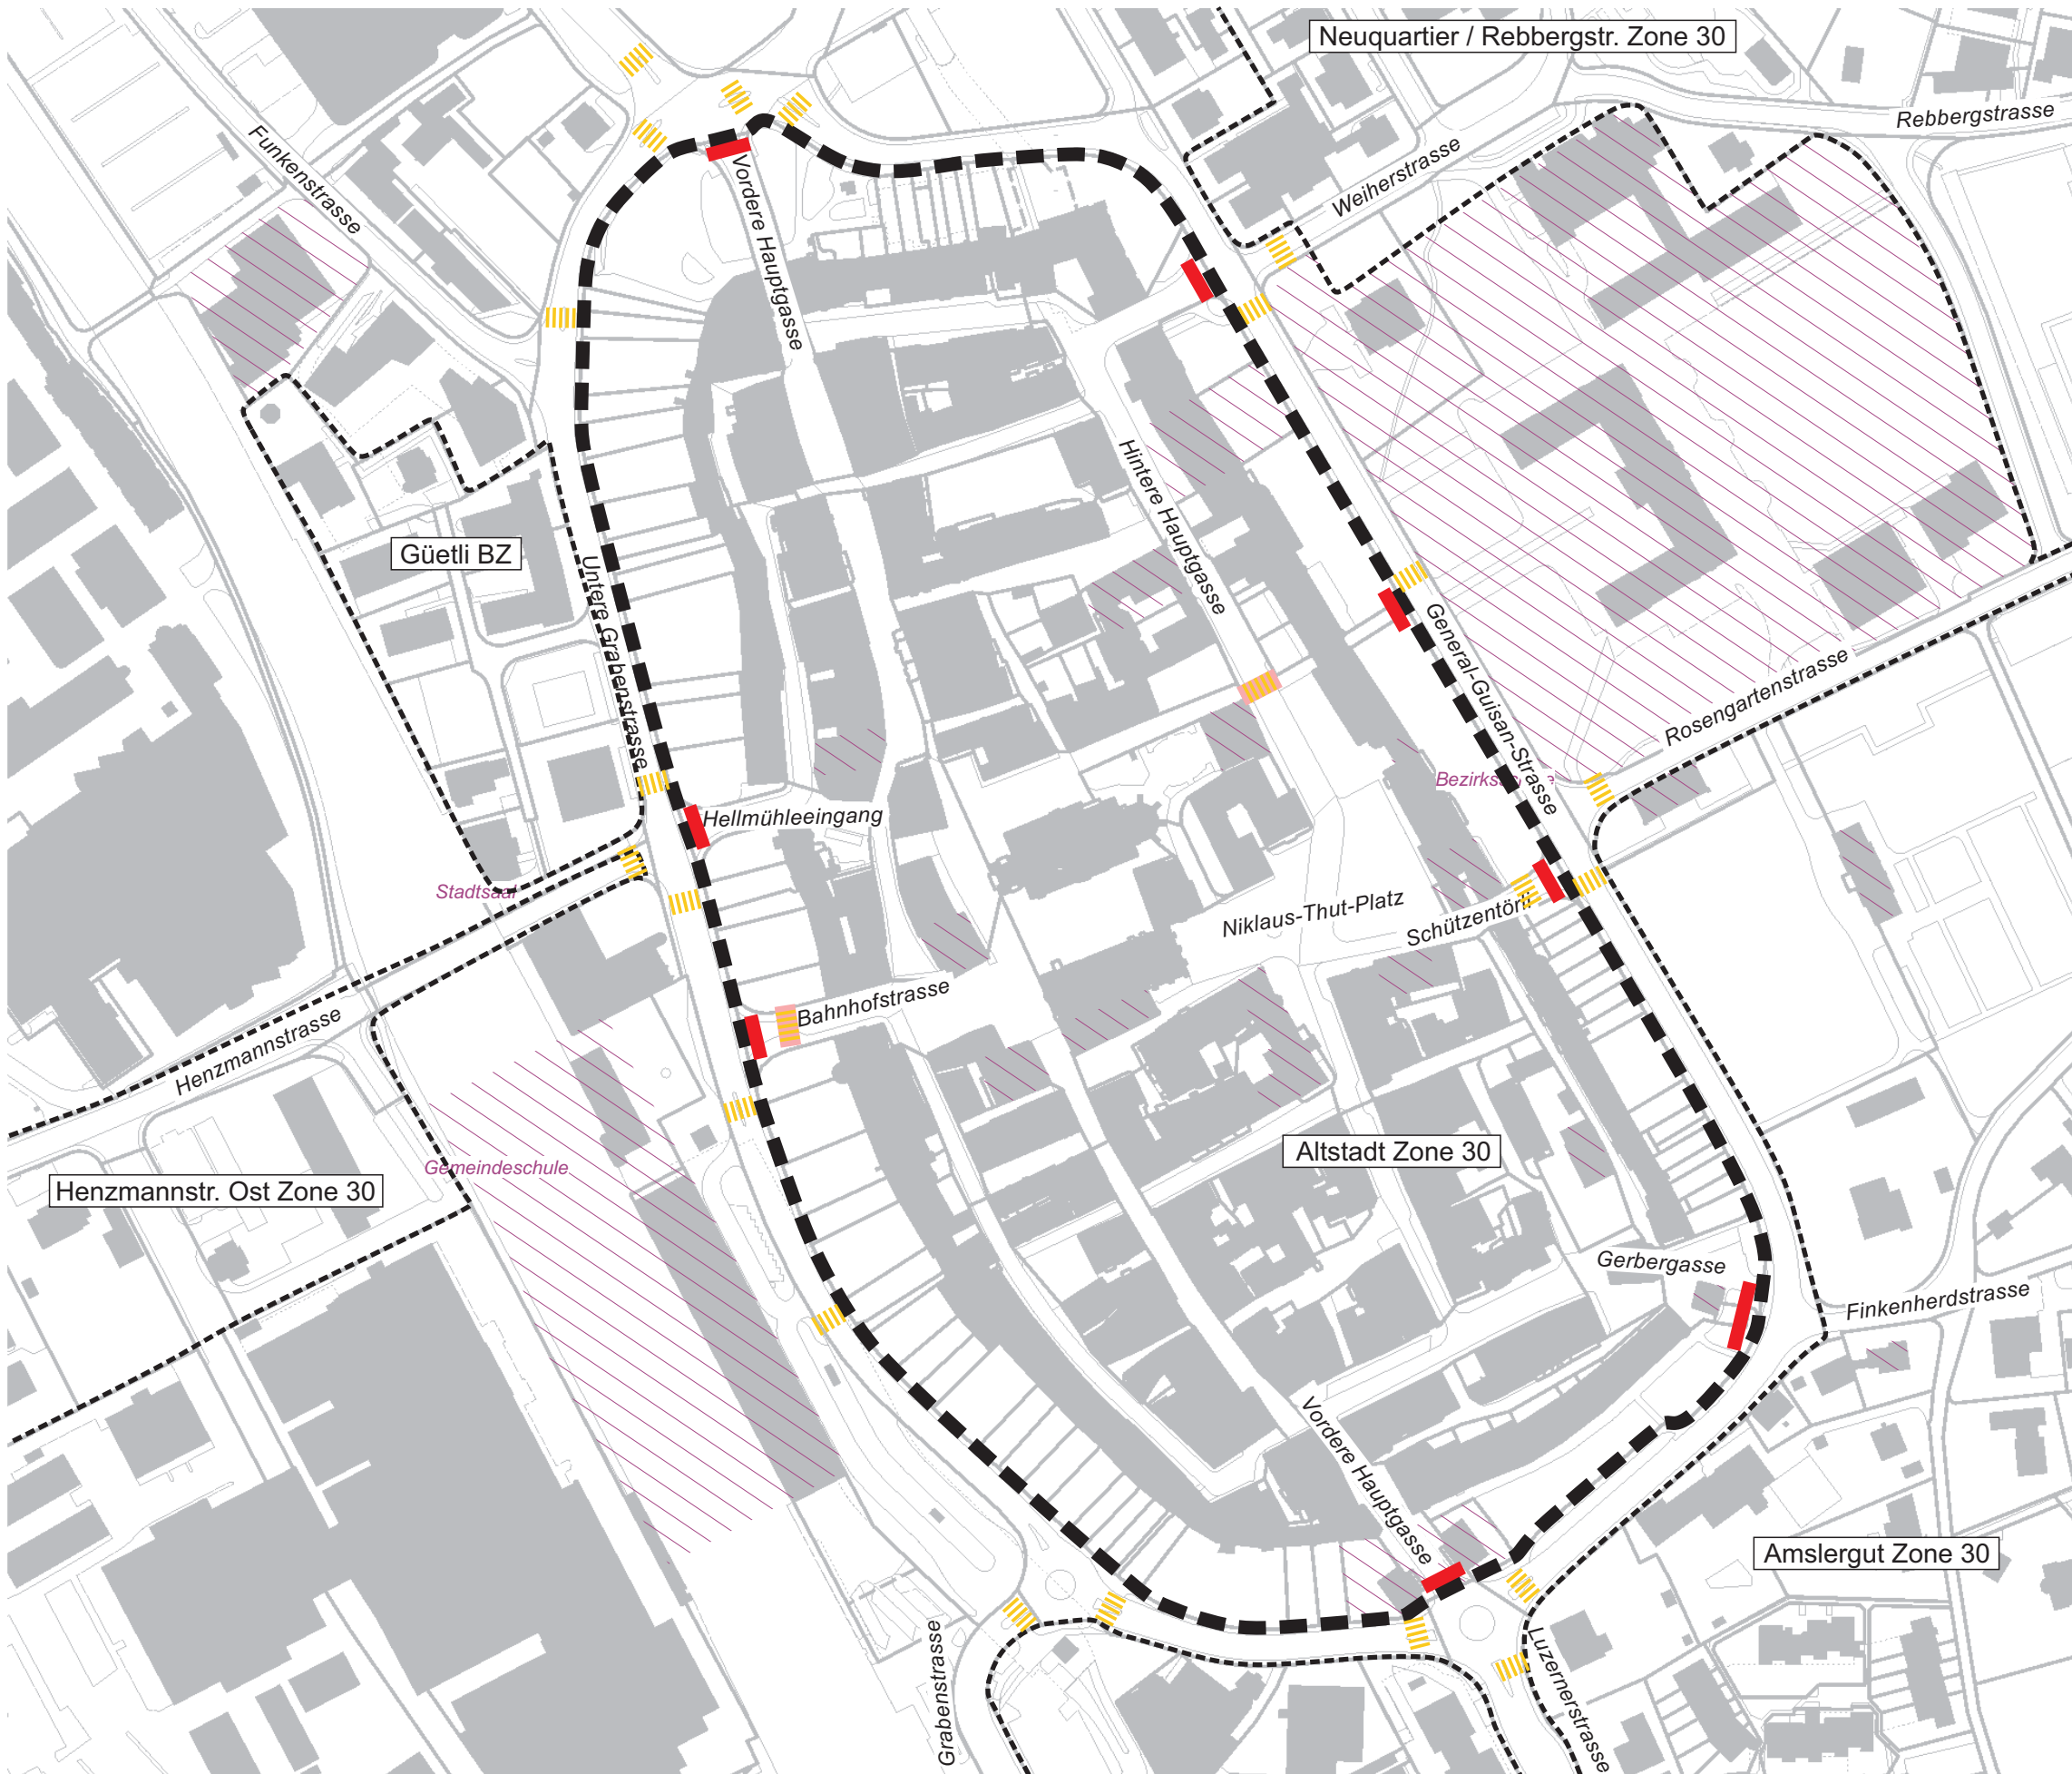 Neuquartier / Rebbergstr. Zone 30
Rebbergstrasse
Funkenstrasse
Weiherstrasse
Vordere Hauptgasse
Hintere Hauptgasse
Güetli BZ
Untere Grabenstrasse
General-Guisan-Strasse
Rosengartenstrasse
Hellmühleeingang
Stadtsaal
Niklaus-Thut-Platz
Schützentörli
Bahnhofstrasse
Henzmannstrasse
Altstadt Zone 30
Gemeindeschule
Henzmannstr. Ost Zone 30
Gerbergasse
Finkenherdstrasse
Vordere Hauptgasse
Amslergut Zone 30
Grabenstrasse
Luzernerstrasse